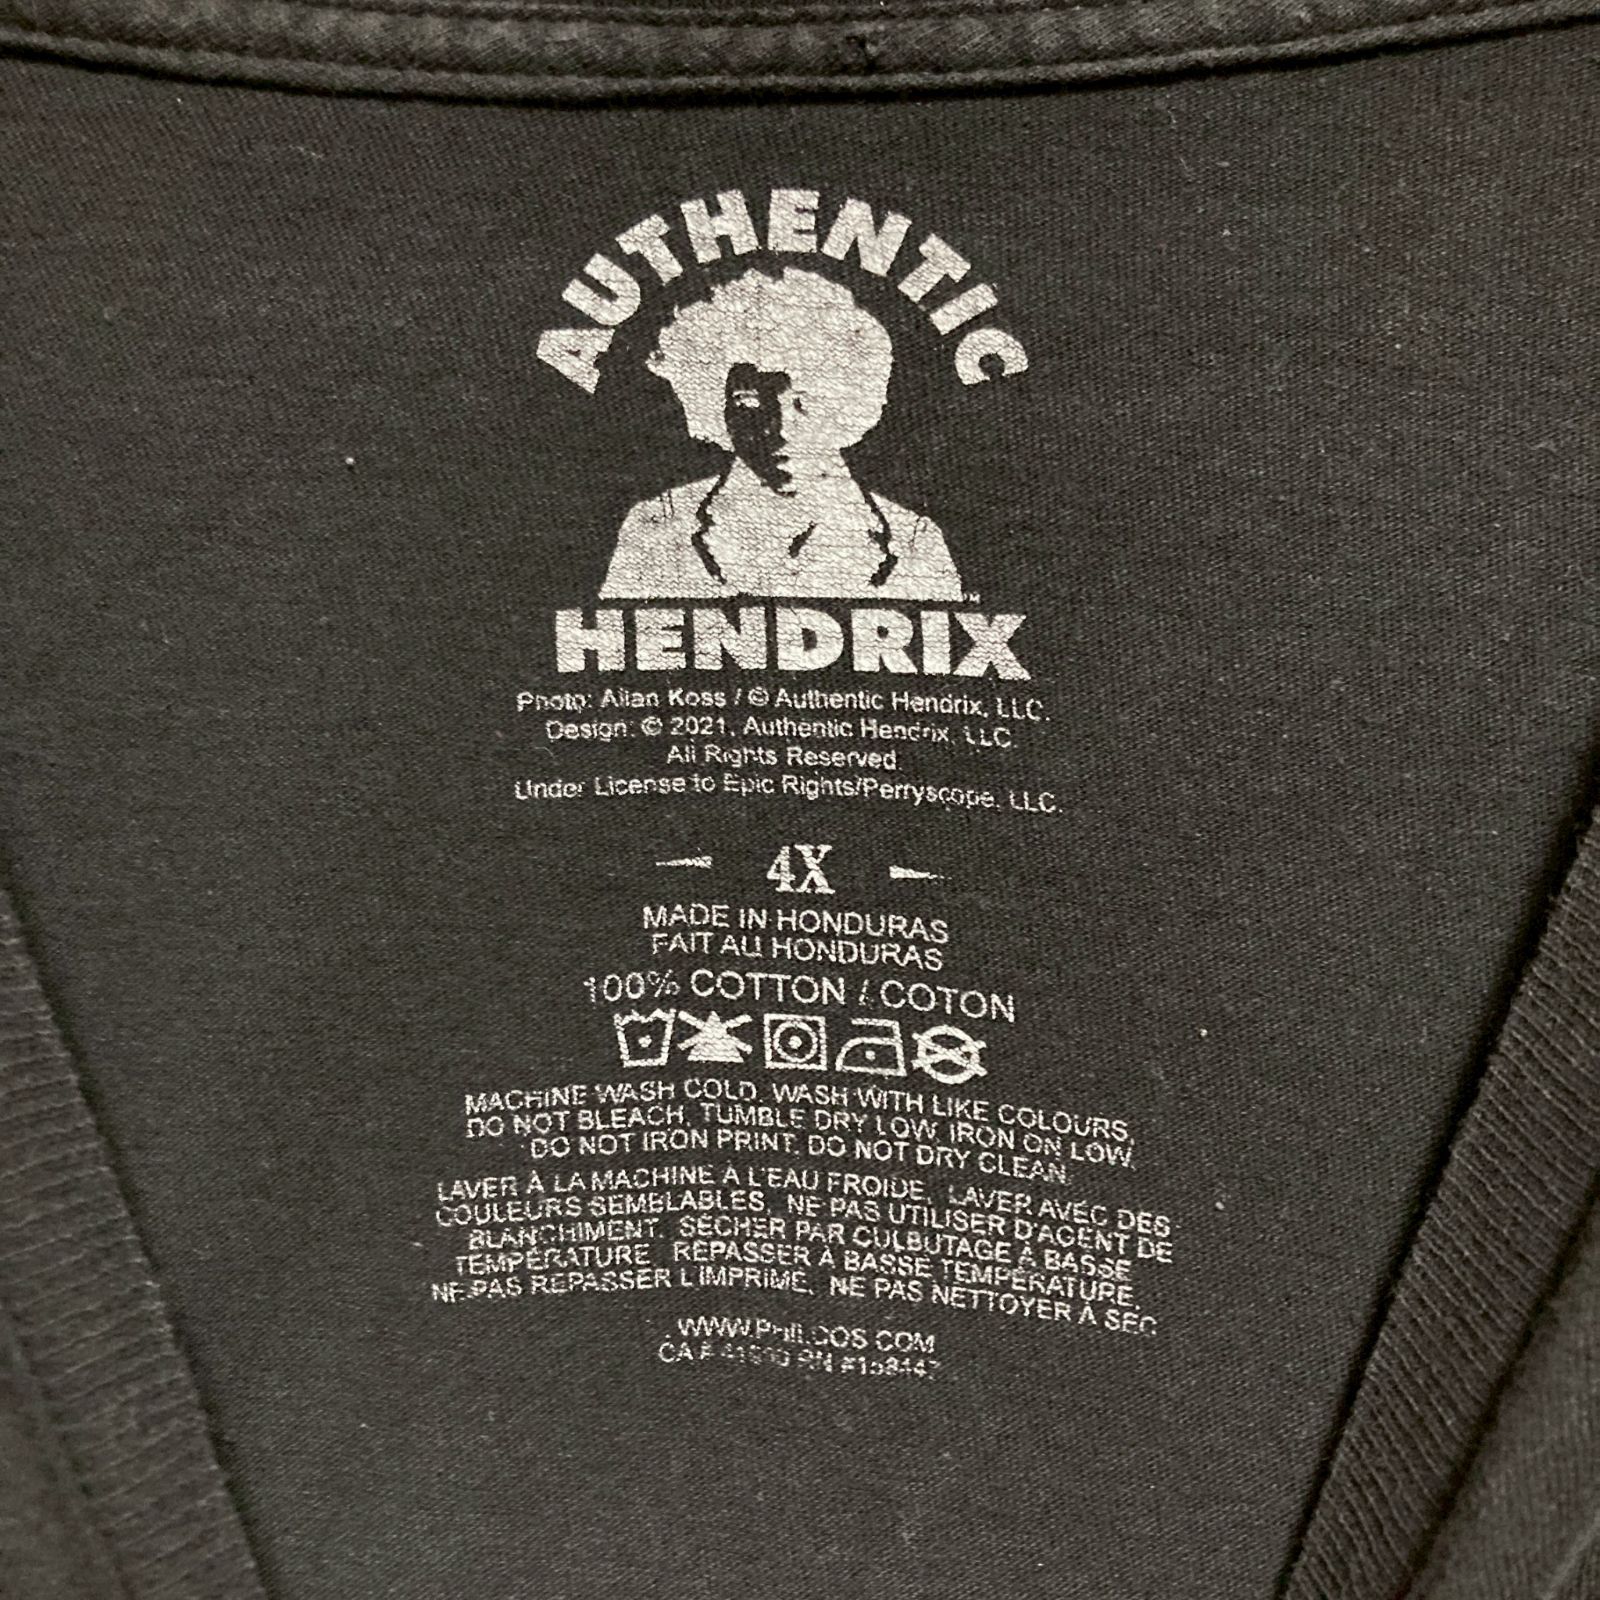 AUTHENTIC
TM
HENDRIX
Photo: Allan Koss / © Authentic Hendrix, LLC.
Design: © 2021, Authentic Hendrix, LLC.
All Rights Reserved
Under License to Epic Rights/Perryscope, LLC.
4X
MADE IN HONDURAS
FAIT AU HONDURAS
100% COTTON / COTON
MACHINE WASH COLD. WASH WITH LIKE COLOURS,
DO NOT BLEACH, TUMBLE DRY LOW, IRON ON LOW,
DO NOT IRON PRINT, DO NOT DRY CLEAN.
LAVER À LA MACHINE À L'EAU FROIDE, LAVER AVEC DES
COULEURS SEMBLABLES, NE PAS UTILISER D'AGENT DE
BLANCHIMENT. SÉCHER PAR CULBUTAGE À BASSE
TEMPÉRATURE. REPASSER À BASSE TEMPÉRATURE.
NE PAS REPASSER L'IMPRIMÉ. NE PAS NETTOYER À SEC
CA # RN #